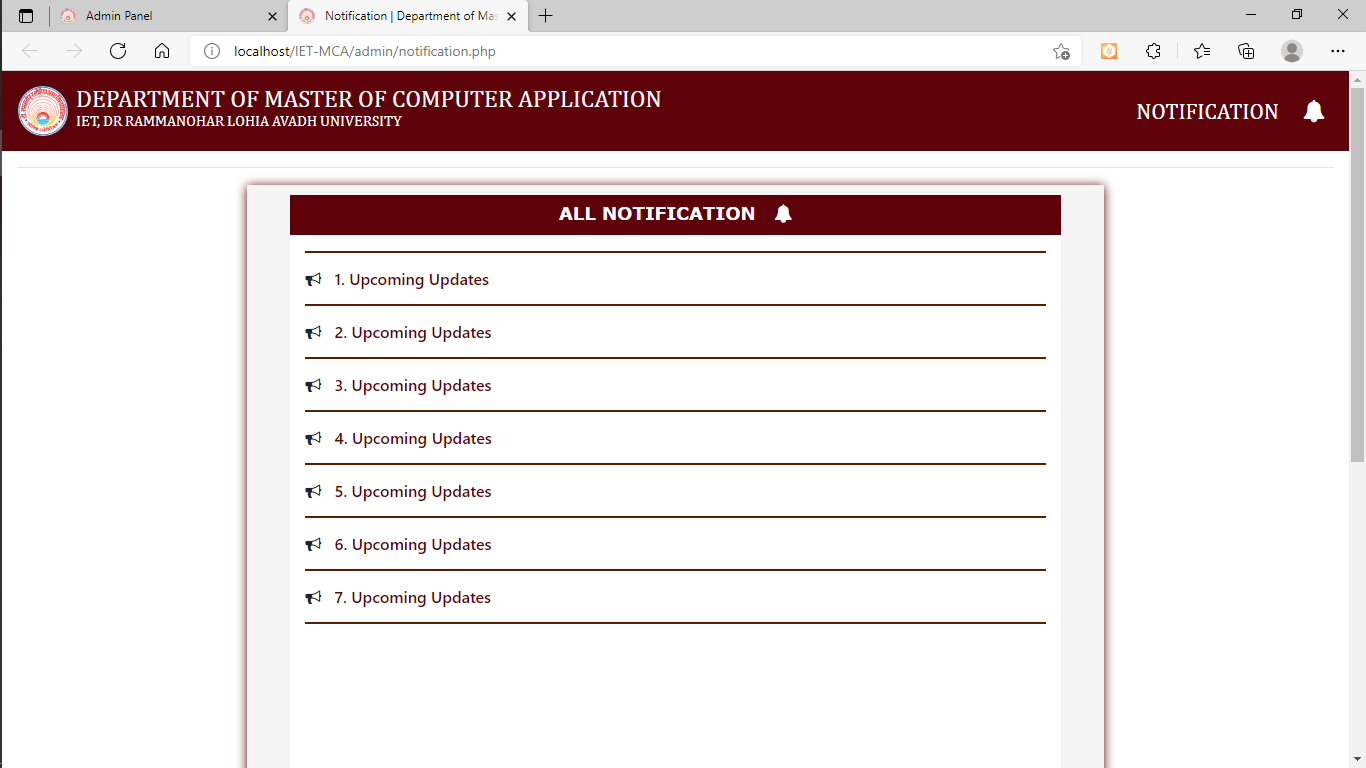 Admin Panel
Notification | Department of Mas
localhost/IET-MCA/admin/notification.php
DEPARTMENT OF MASTER OF COMPUTER APPLICATION
IET, DR RAMMANOHAR LOHIA AVADH UNIVERSITY
NOTIFICATION
ALL NOTIFICATION
1. Upcoming Updates
2. Upcoming Updates
3. Upcoming Updates
4. Upcoming Updates
5. Upcoming Updates
6. Upcoming Updates
7. Upcoming Updates